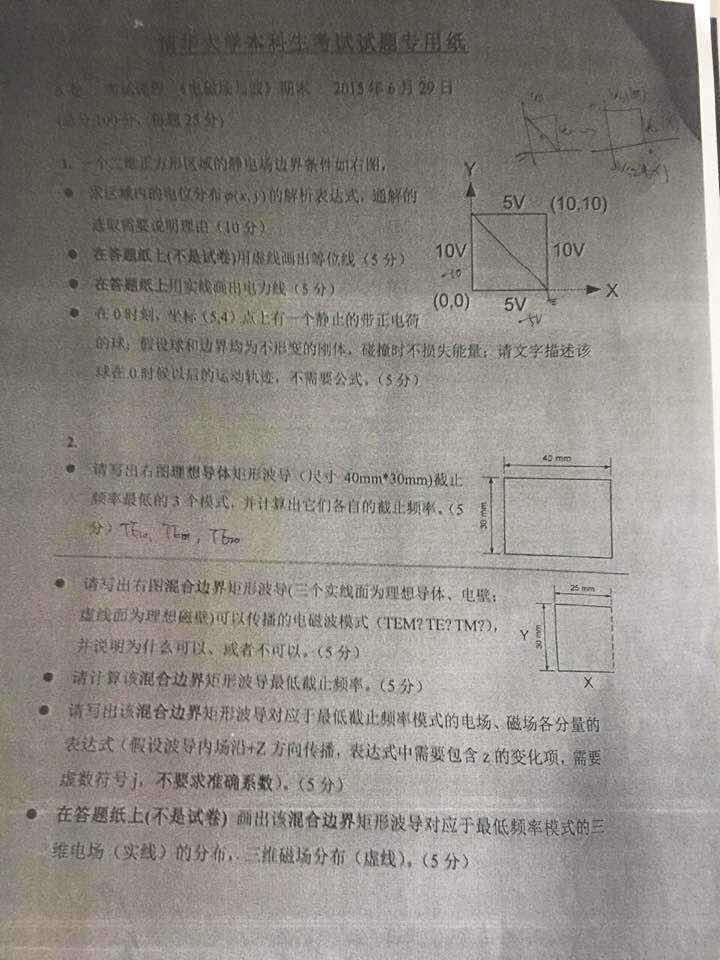 南开大学本科生考试试题专用纸
考试课程 《电磁场与波》期末 2015年6月29日
(总分100分,每题25分)
1. 一个二维正方形区域的静电场边界条件如右图,
● 求区域内的电位分布φ(x,y)的解析表达式,通解的
选取需要说明理由(10分)
● 在答题纸上(不是试卷)用虚线画出等位线(5分)
● 在答题纸上用实线画出电力线(5分)
● 在0时刻,坐标(5,4)点上有一个静止的带正电荷
的球;假设球和边界均为不形变的刚体,碰撞时不损失能量;请文字描述该
球在0时候以后的运动轨迹,不需要公式。(5分)
Y
5V (10,10)
10V 10V
-10
(0,0) 5V X
-5V
2.
● 请写出右图理想导体矩形波导(尺寸 40mm*30mm)截止
频率最低的3个模式,并计算出它们各自的截止频率。(5
分) TE10, TE01, TE20
40 mm
30 mm
● 请写出右图混合边界矩形波导(三个实线面为理想导体、电壁;
虚线面为理想磁壁)可以传播的电磁波模式(TEM?TE?TM?),
并说明为什么可以、或者不可以。(5分)
25 mm
Y 30 mm
X
● 请计算该混合边界矩形波导最低截止频率。(5分)
● 请写出该混合边界矩形波导对应于最低截止频率模式的电场、磁场各分量的
表达式(假设波导内场沿+Z方向传播,表达式中需要包含z的变化项,需要
虚数符号j,不要求准确系数)。(5分)
● 在答题纸上(不是试卷) 画出该混合边界矩形波导对应于最低频率模式的三
维电场(实线)的分布,三维磁场分布(虚线)。(5分)